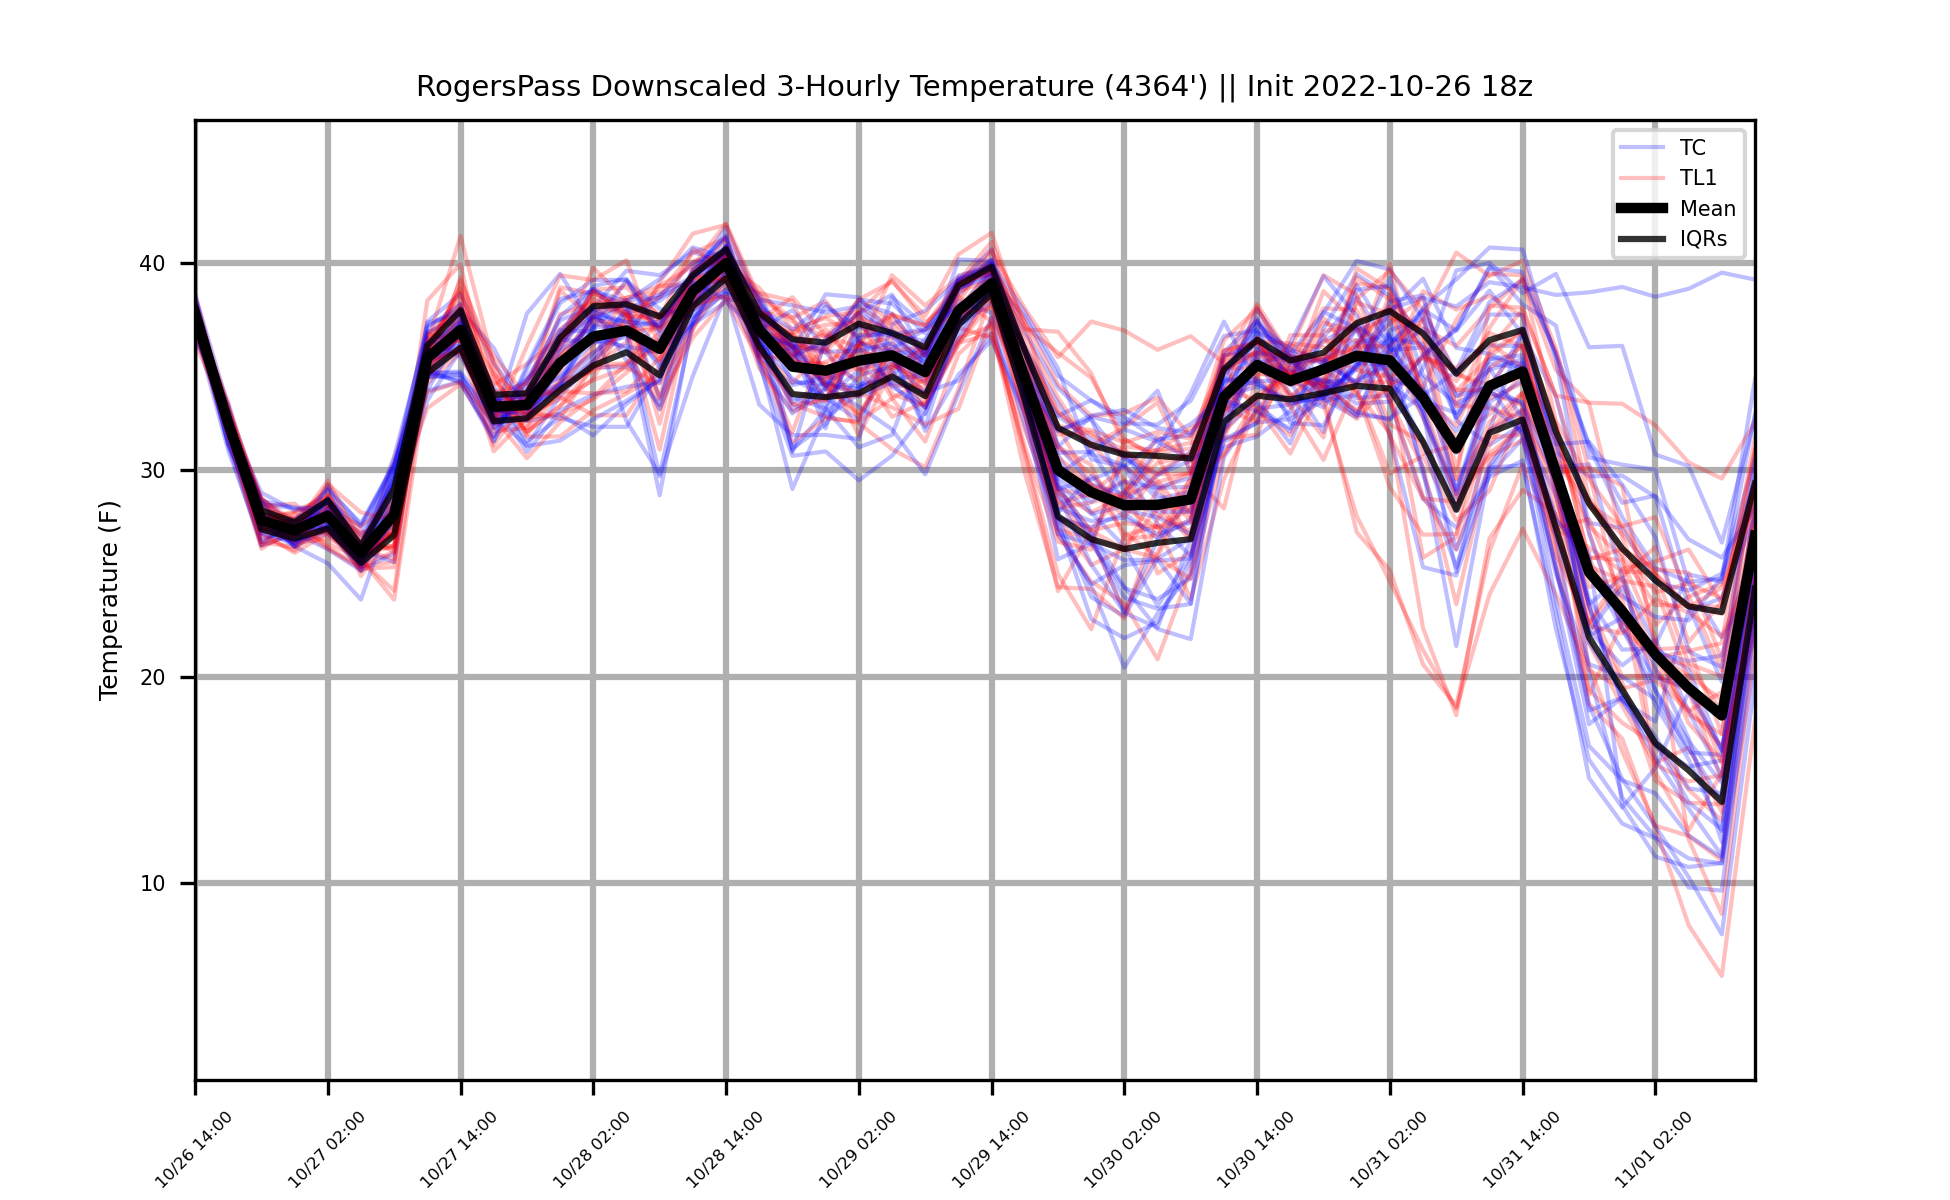 RogersPass Downscaled 3-Hourly Temperature (4364') || Init 2022-10-26 18z
TC
TL1
Mean
IQRs
Temperature (F)
40
30
20
10
10/26 14:00
10/27 02:00
10/27 14:00
10/28 02:00
10/28 14:00
10/29 02:00
10/29 14:00
10/30 02:00
10/30 14:00
10/31 02:00
10/31 14:00
11/01 02:00